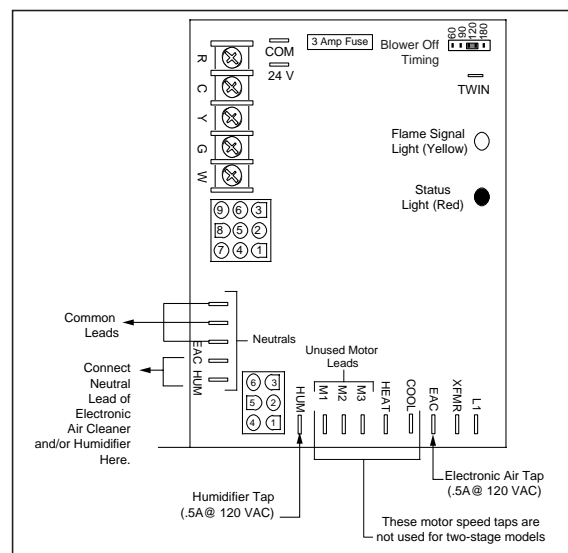 3 Amp Fuse
COM
24 V
Blower Off
Timing
60
90
120
180
TWIN
R
C
Y
G
W
Flame Signal
Light (Yellow)
Status
Light (Red)
9 6 3
8 5 2
7 4 1
Common
Leads
Neutrals
EAC
HUM
Connect
Neutral
Lead of
Electronic
Air Cleaner
and/or Humidifier
Here.
6 3
5 2
4 1
Unused Motor
Leads
HUM
M1
M2
M3
HEAT
COOL
EAC
XFMR
L1
Humidifier Tap
(.5A@ 120 VAC)
Electronic Air Tap
(.5A@ 120 VAC)
These motor speed taps are
not used for two-stage models